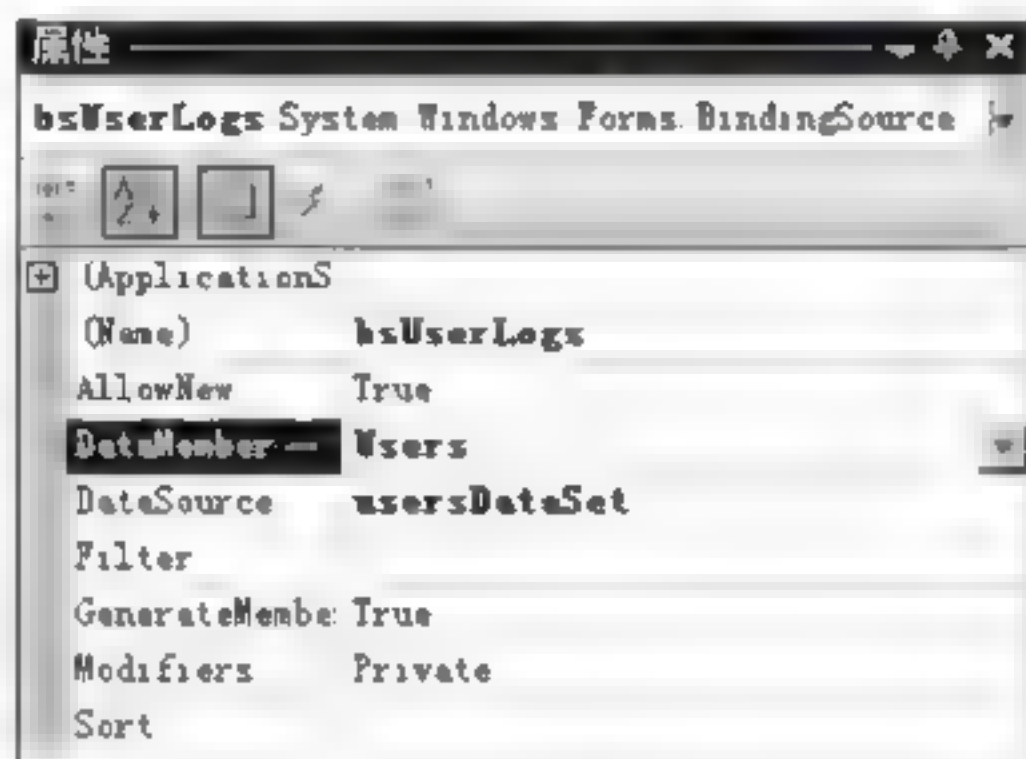 属性
bsUserLogs System.Windows.Forms.BindingSource
(ApplicationS
(Name) bsUserLogs
AllowNew True
DataMember Users
DataSource usersDataSet
Filter
GenerateMembe True
Modifiers Private
Sort